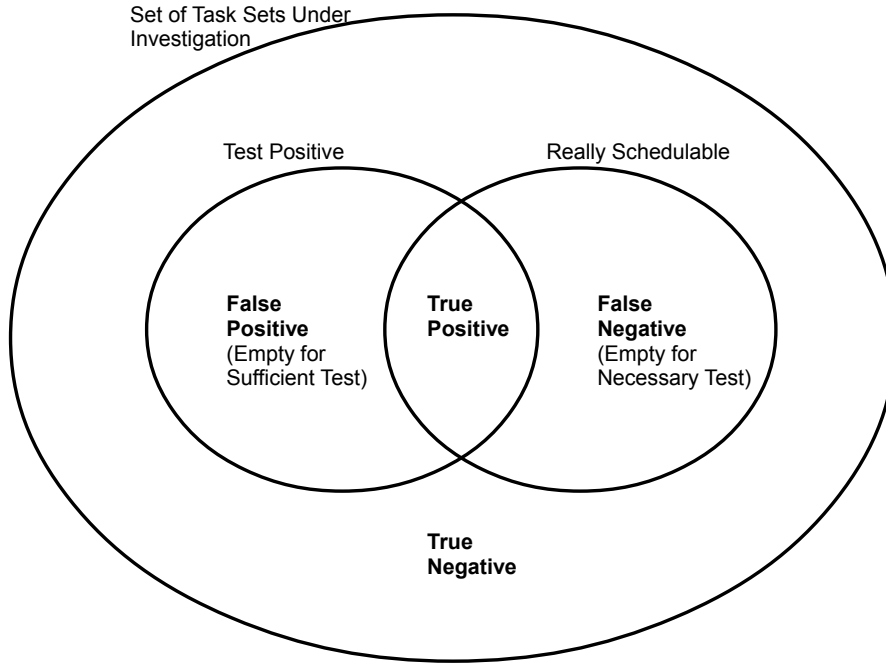 Set of Task Sets Under
Investigation
Test Positive
Really Schedulable
False
Positive
(Empty for
Sufficient Test)
True
Positive
False
Negative
(Empty for
Necessary Test)
True
Negative